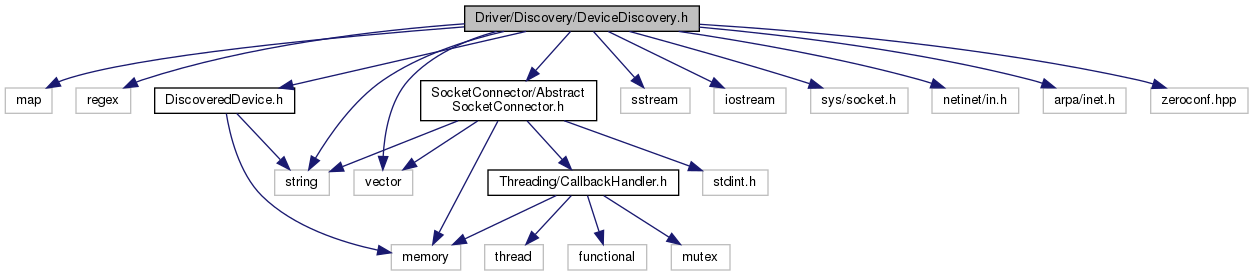 Driver/Discovery/DeviceDiscovery.h
map
regex
DiscoveredDevice.h
SocketConnector/Abstract
SocketConnector.h
sstream
iostream
sys/socket.h
netinet/in.h
arpa/inet.h
zeroconf.hpp
string
vector
Threading/CallbackHandler.h
stdint.h
memory
thread
functional
mutex